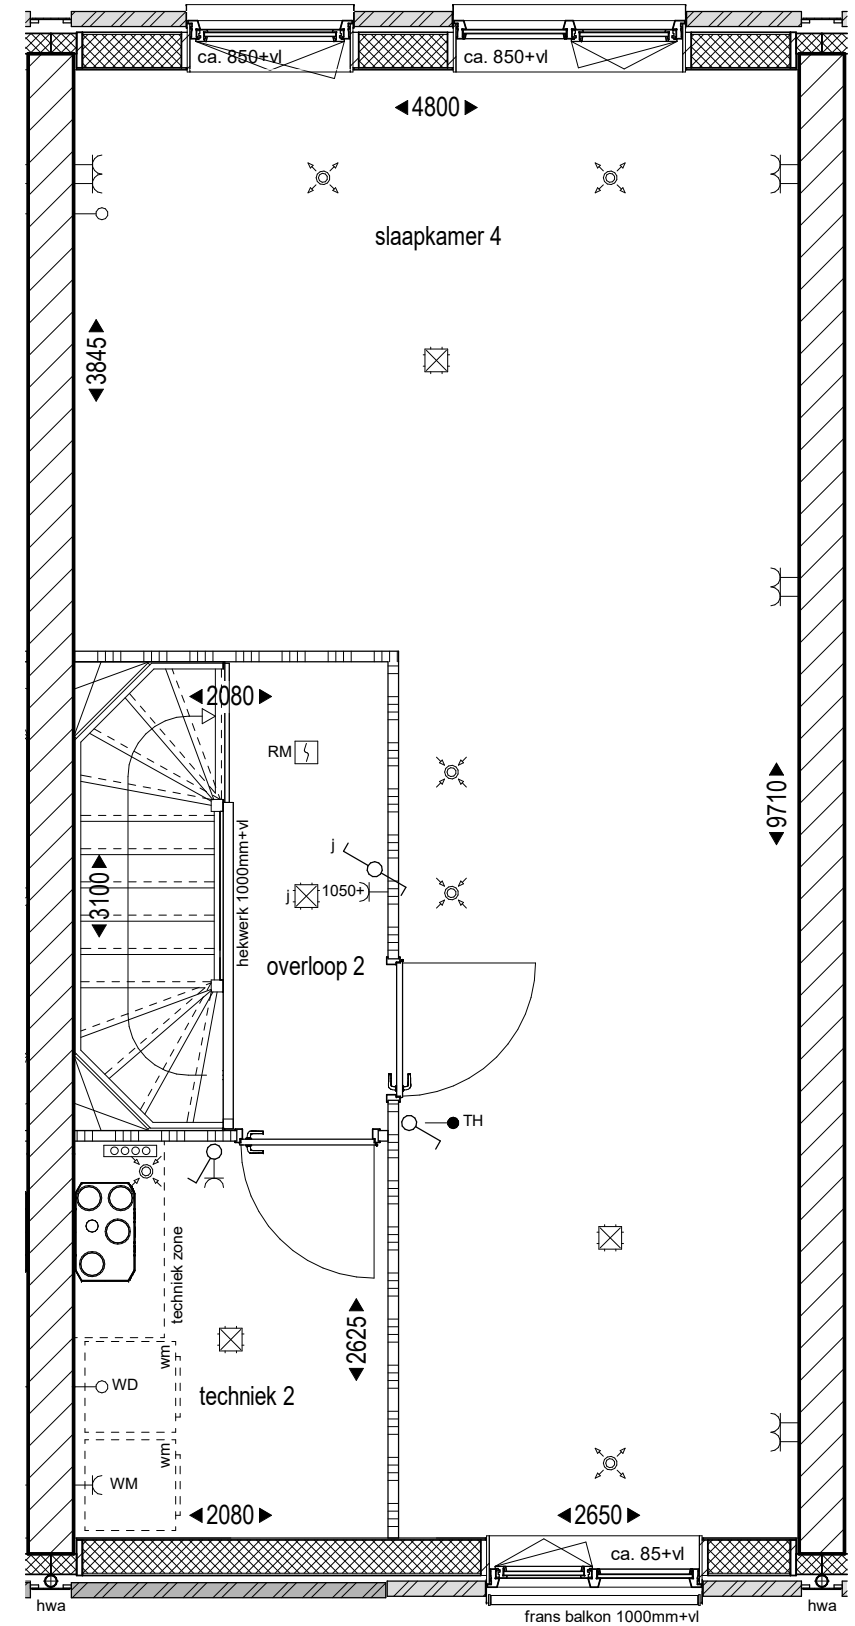 ca. 850+vl
ca. 850+vl
4800
slaapkamer 4
3845
2080
RM
9710
j
hekwerk 1000mm+vl
3100
j
1050+
overloop 2
TH
techniek zone
2625
wm
WD
techniek 2
wm
WM
2080
2650
ca. 85+vl
hwa
frans balkon 1000mm+vl
hwa